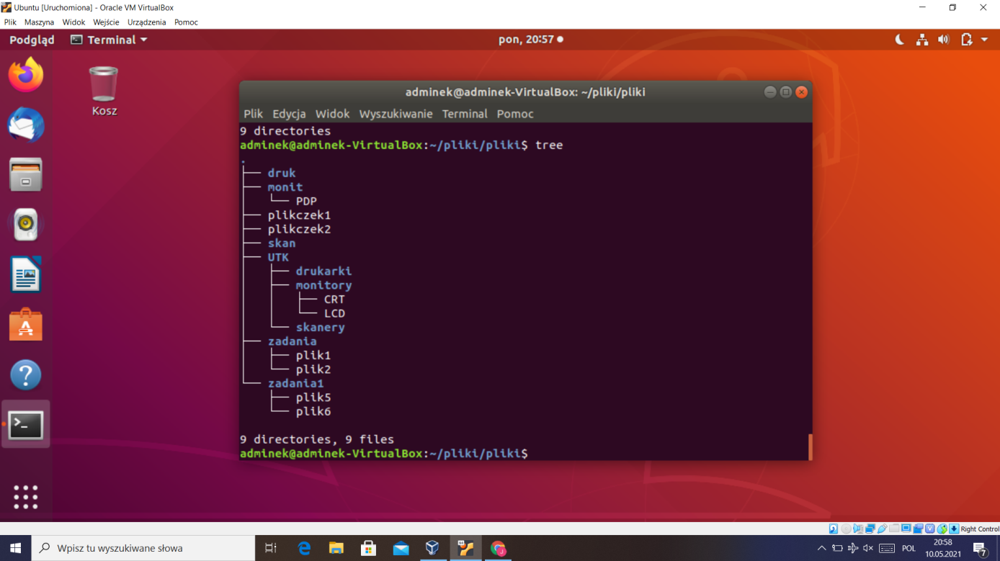 Ubuntu [Uruchomiona] - Oracle VM VirtualBox
Plik Maszyna Widok Wejście Urządzenia Pomoc
Podgląd Terminal pon, 20:57
Kosz
adminek@adminek-VirtualBox: ~/pliki/pliki
Plik Edycja Widok Wyszukiwanie Terminal Pomoc
9 directories
adminek@adminek-VirtualBox:~/pliki/pliki$ tree
.
├── druk
├── monit
│   └── PDP
├── plikczek1
├── plikczek2
├── skan
├── UTK
│   ├── drukarki
│   ├── monitory
│   │   ├── CRT
│   │   └── LCD
│   └── skanery
├── zadania
│   ├── plik1
│   └── plik2
└── zadania1
    ├── plik5
    └── plik6
9 directories, 9 files
adminek@adminek-VirtualBox:~/pliki/pliki$
Right Control
Wpisz tu wyszukiwane słowa
POL
20:58
10.05.2021
7